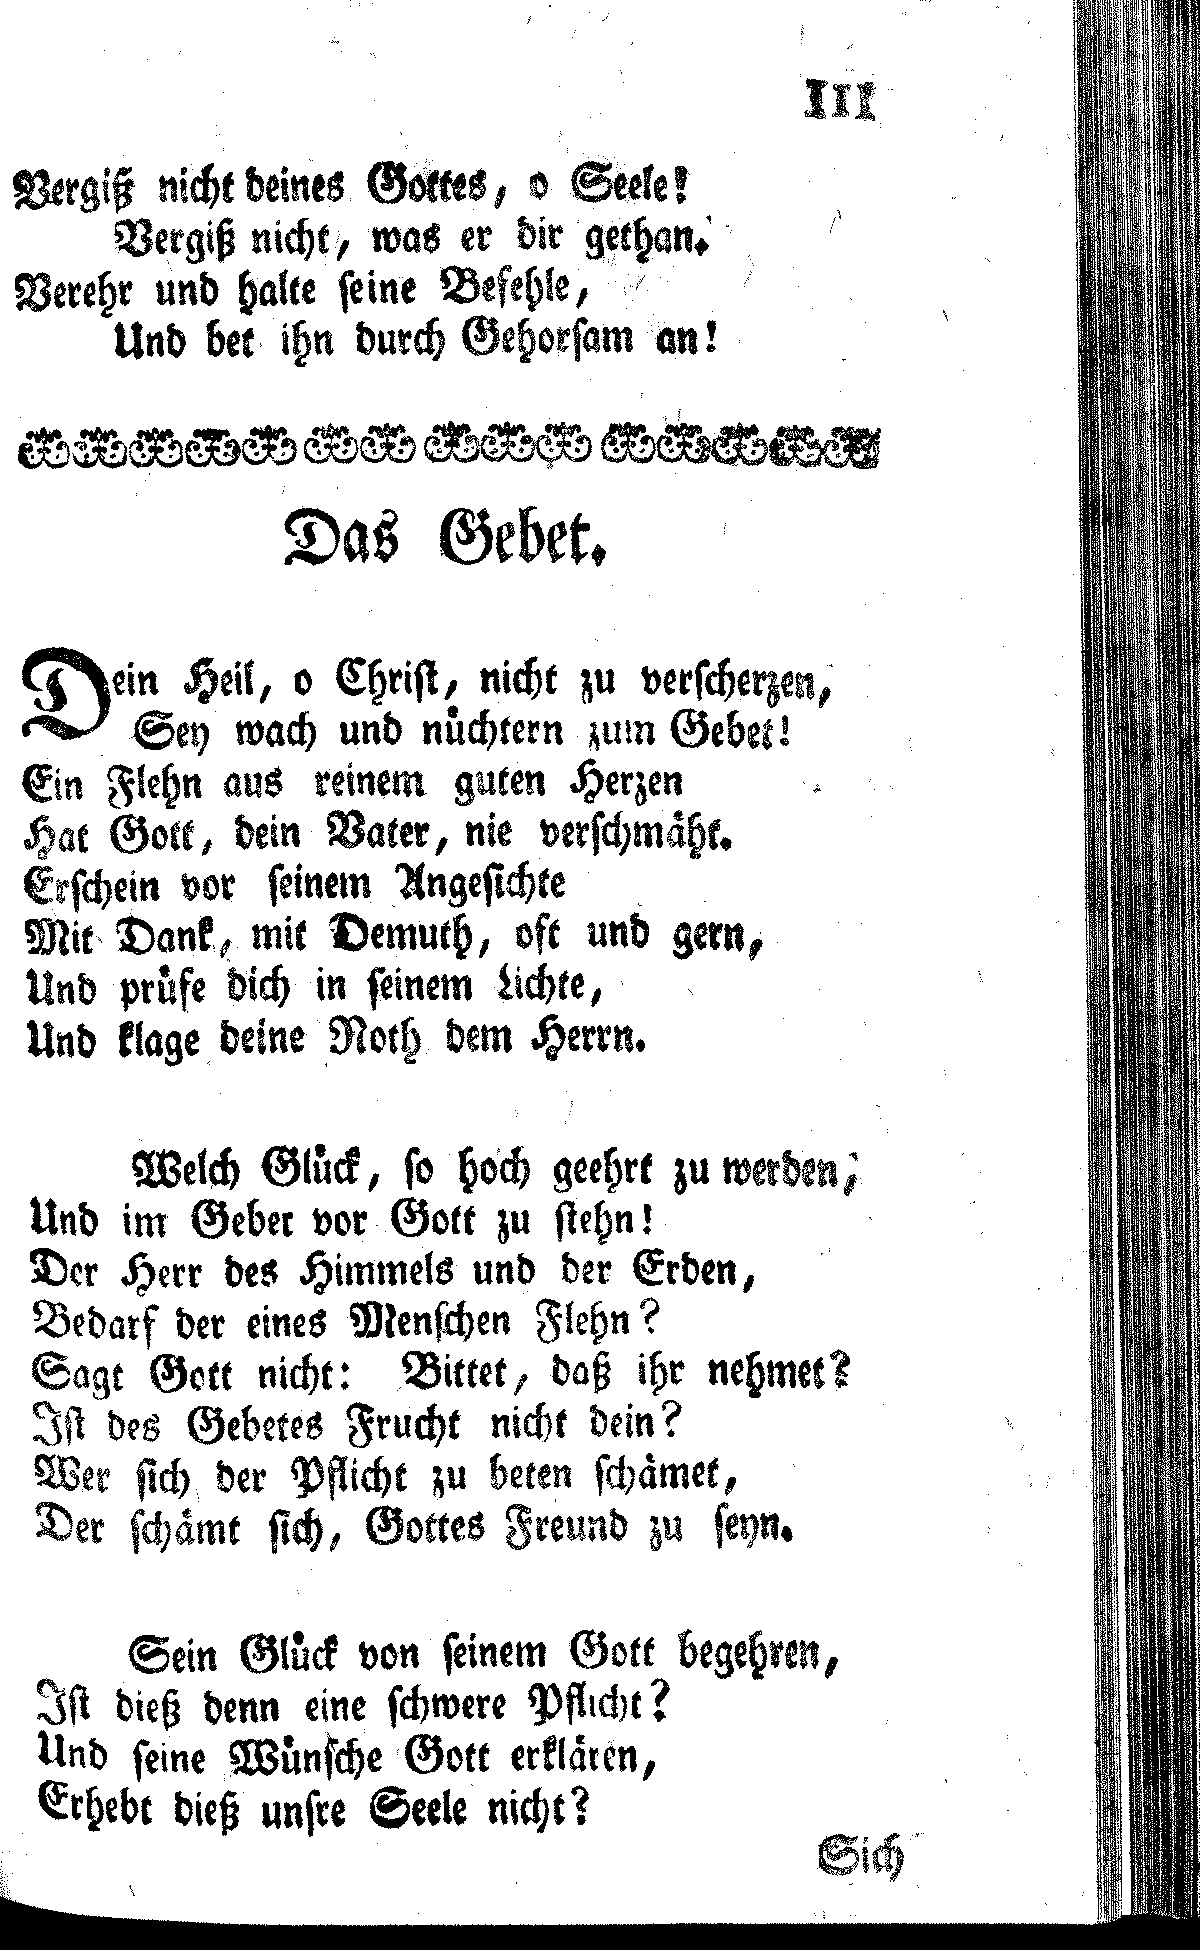 111
Vergiß nicht deines Gottes, o Seele!
Vergiß nicht, was er dir gethan.
Verehr und halte seine Befehle,
Und bet ihn durch Gehorsam an!
Das Gebet.
Dein Heil, o Christ, nicht zu verscherzen,
Sey wach und nüchtern zum Gebet!
Ein Flehn aus reinem guten Herzen
Hat Gott, dein Vater, nie verschmäht.
Erschein vor seinem Angesichte
Mit Dank, mit Demuth, oft und gern,
Und prüfe dich in seinem Lichte,
Und klage deine Noth dem Herrn.
Welch Glück, so hoch geehrt zu werden,
Und im Gebet vor Gott zu stehn!
Der Herr des Himmels und der Erden,
Bedarf der eines Menschen Flehn?
Sagt Gott nicht: Bittet, daß ihr nehmet?
Ist des Gebetes Frucht nicht dein?
Wer sich der Pflicht zu beten schämet,
Der schämt sich, Gottes Freund zu seyn.
Sein Glück von seinem Gott begehren,
Ist dieß denn eine schwere Pflicht?
Und seine Wünsche Gott erklären,
Erhebt dieß unsre Seele nicht?
Sich